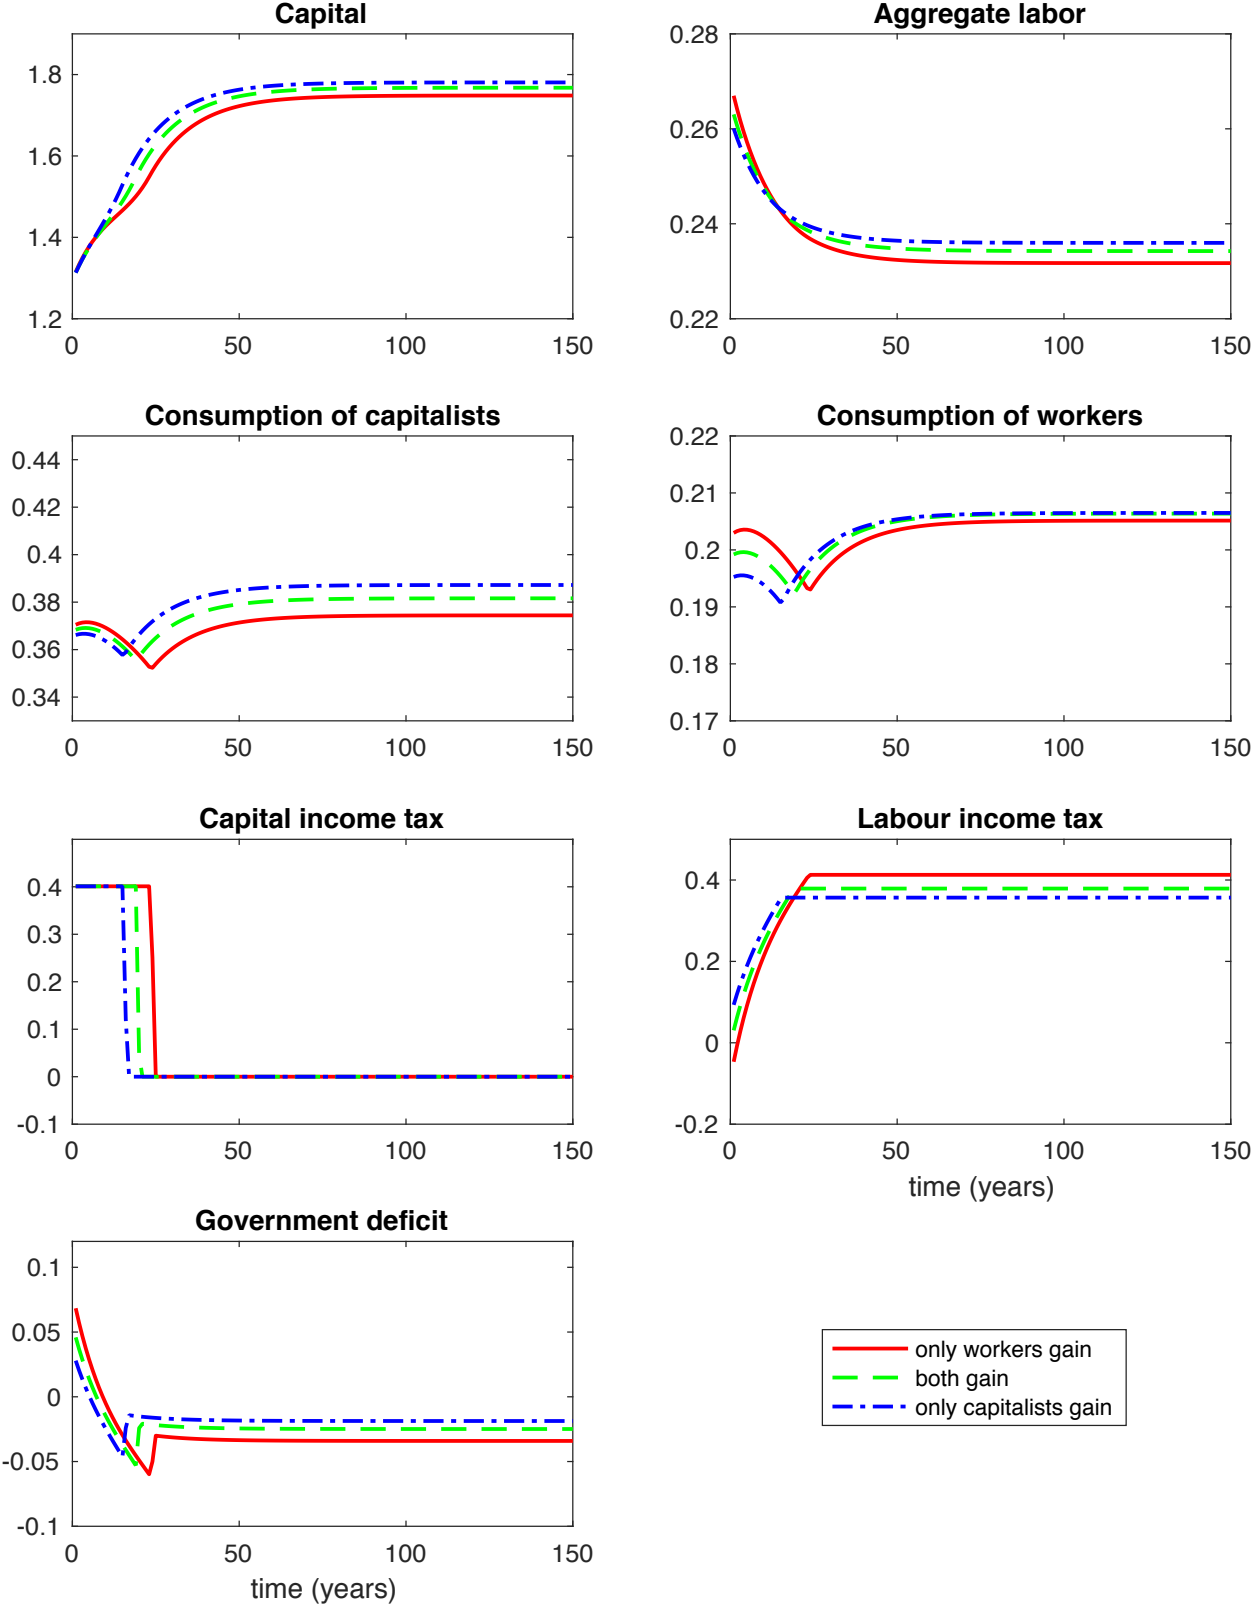 Capital
1.8
1.6
1.4
1.2
0 50 100 150
Aggregate labor
0.28
0.26
0.24
0.22
0 50 100 150
Consumption of capitalists
0.44
0.42
0.4
0.38
0.36
0.34
0 50 100 150
Consumption of workers
0.22
0.21
0.2
0.19
0.18
0.17
0 50 100 150
Capital income tax
0.4
0.3
0.2
0.1
0
-0.1
0 50 100 150
Labour income tax
0.4
0.2
0
-0.2
0 50 100 150
time (years)
Government deficit
0.1
0.05
0
-0.05
-0.1
0 50 100 150
time (years)
only workers gain
both gain
only capitalists gain